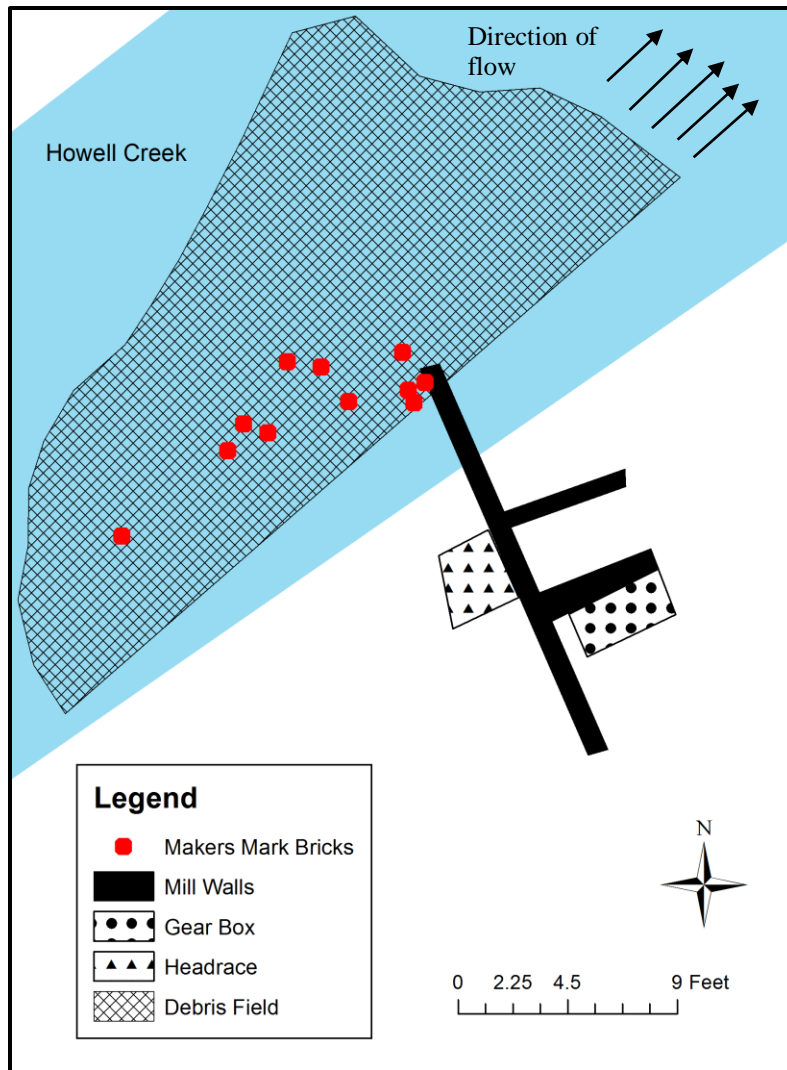 Direction of
flow
Howell Creek
Legend
Makers Mark Bricks
Mill Walls
Gear Box
Headrace
Debris Field
N
0 2.25 4.5 9 Feet